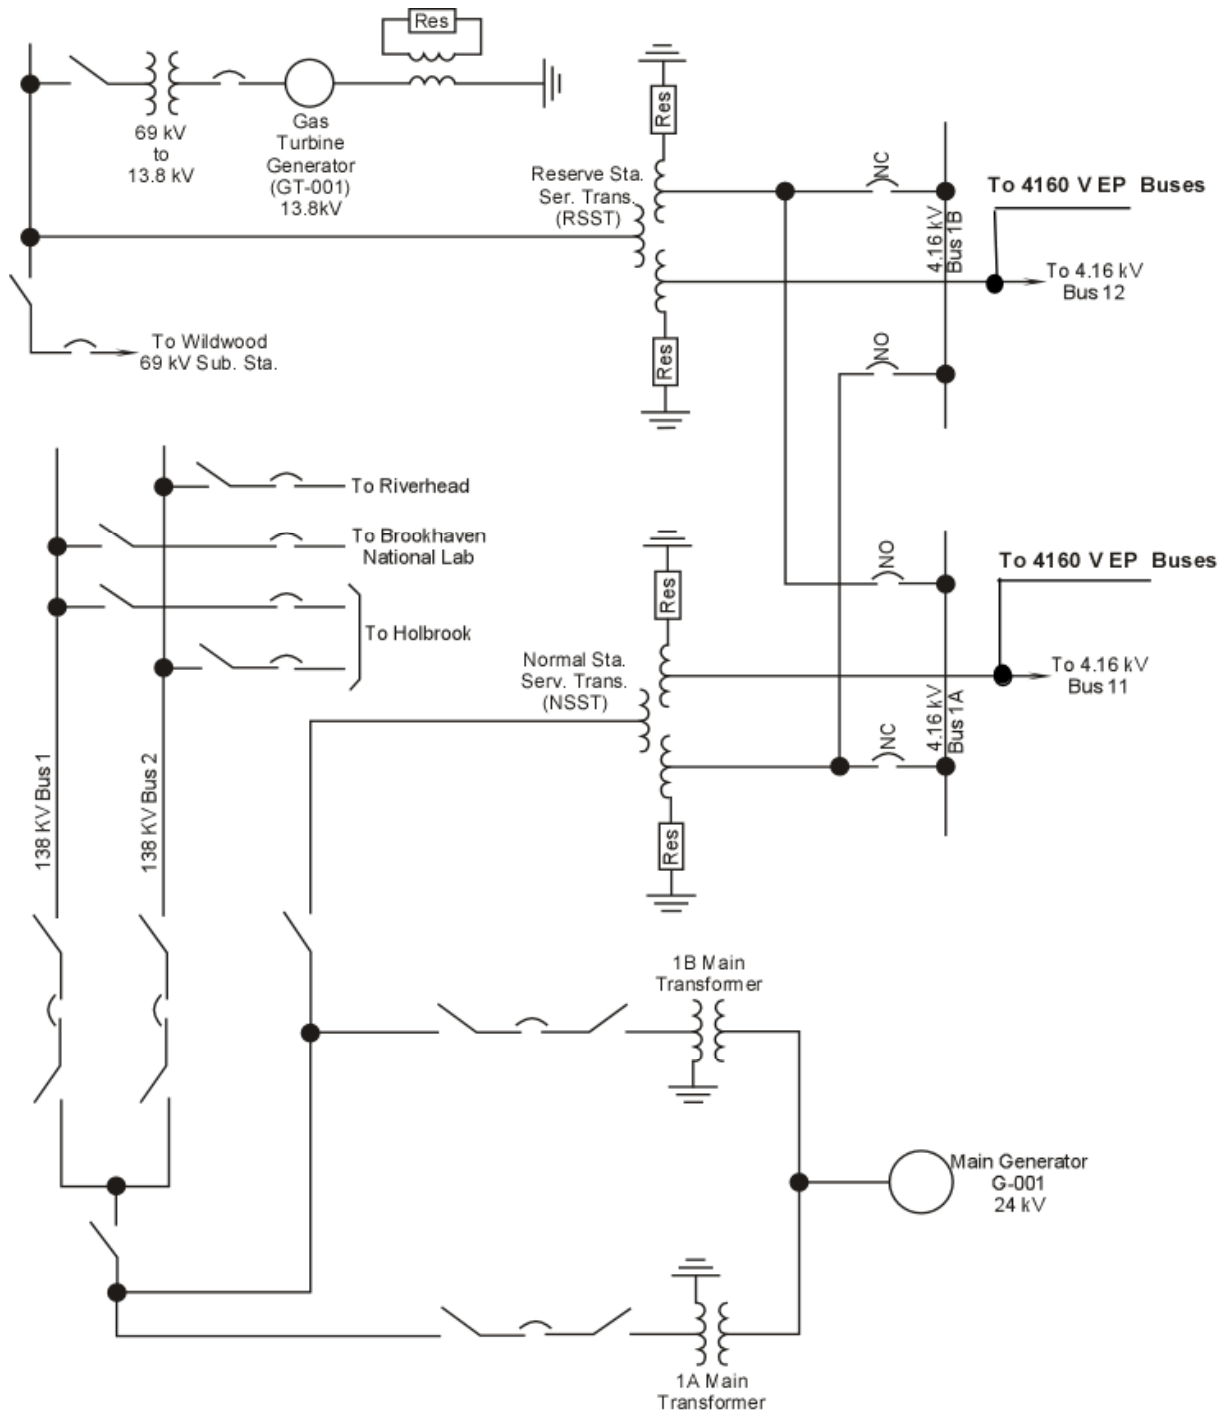 Res
69 kV
to
13.8 kV
Gas
Turbine
Generator
(GT-001)
13.8kV
Res
Reserve Sta.
Ser. Trans.
(RSST)
NC
4.16 kV
Bus 1B
To 4160 V EP Buses
To 4.16 kV
Bus 12
To Wildwood
69 kV Sub. Sta.
Res
NO
To Riverhead
To Brookhaven
National Lab
To Holbrook
Res
NO
To 4160 V EP Buses
Normal Sta.
Serv. Trans.
(NSST)
To 4.16 kV
Bus 11
4.16 kV
Bus 1A
NC
138 KV Bus 1
138 KV Bus 2
Res
1B Main
Transformer
Main Generator
G-001
24 kV
1A Main
Transformer